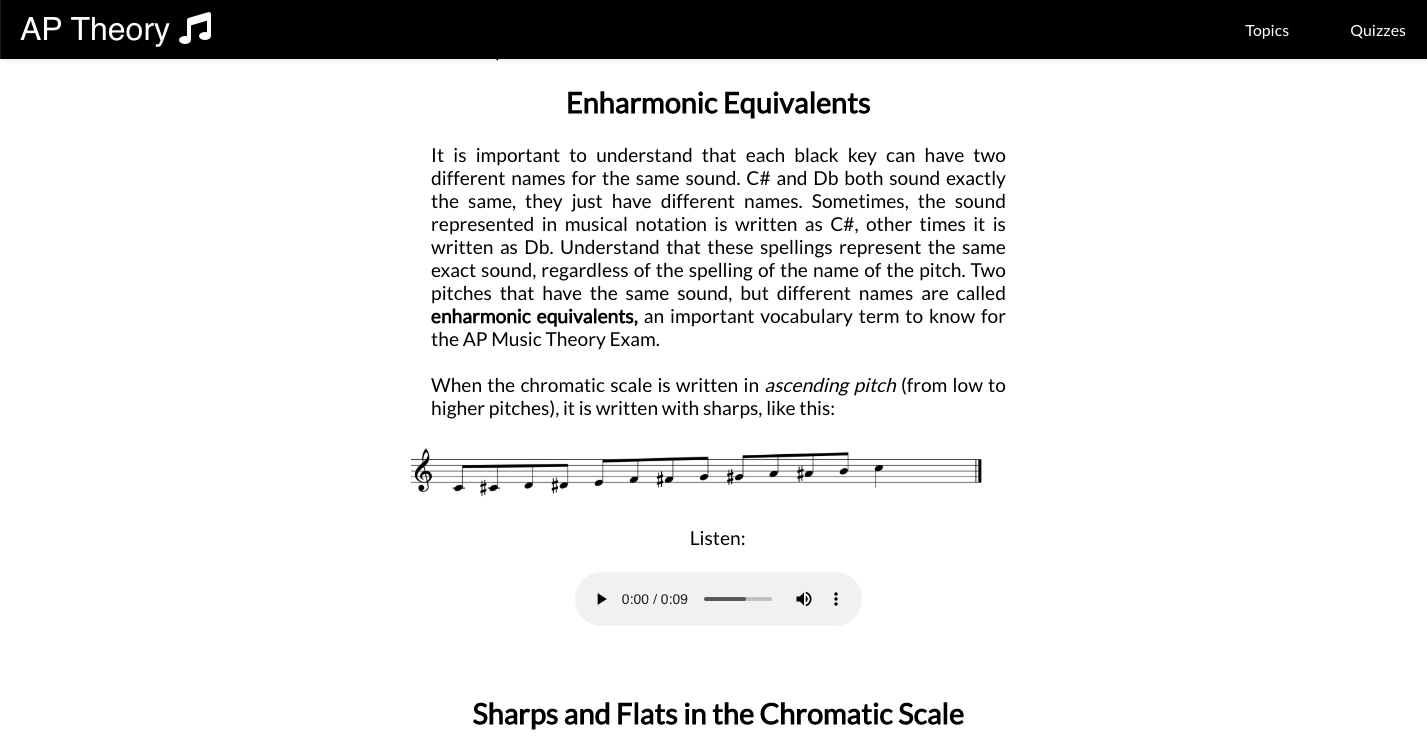 AP Theory
Topics
Quizzes
Enharmonic Equivalents
It is important to understand that each black key can have two
different names for the same sound. C# and Db both sound exactly
the same, they just have different names. Sometimes, the sound
represented in musical notation is written as C#, other times it is
written as Db. Understand that these spellings represent the same
exact sound, regardless of the spelling of the name of the pitch. Two
pitches that have the same sound, but different names are called
enharmonic equivalents, an important vocabulary term to know for
the AP Music Theory Exam.
When the chromatic scale is written in ascending pitch (from low to
higher pitches), it is written with sharps, like this:
Listen:
0:00 / 0:09
Sharps and Flats in the Chromatic Scale